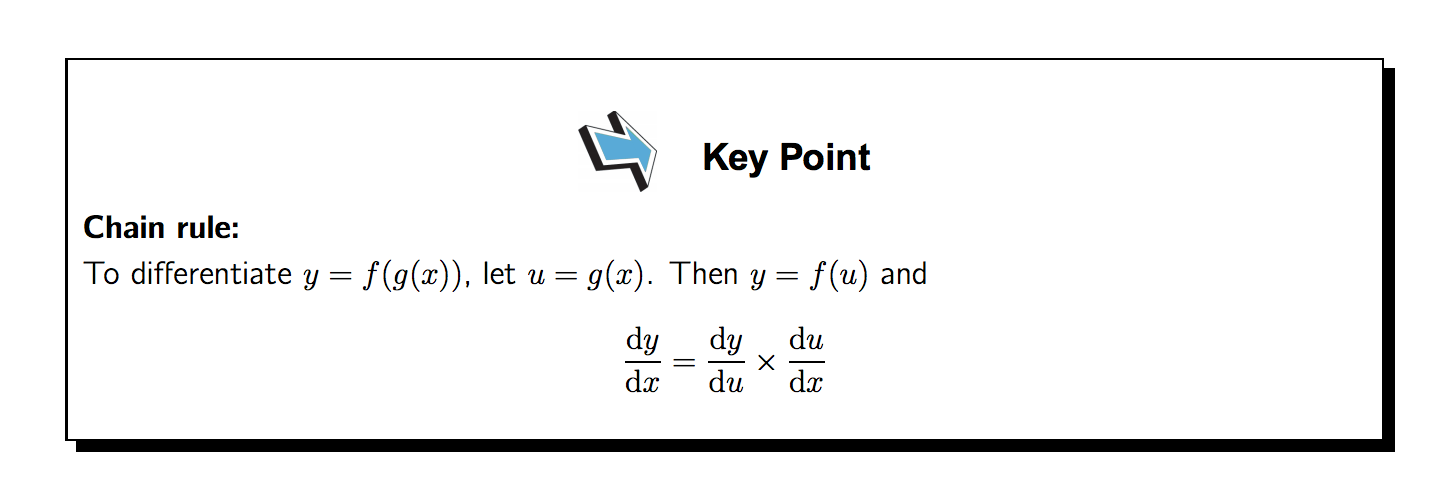 Key Point
Chain rule:
To differentiate y = f(g(x)), let u = g(x). Then y = f(u) and
dy/dx = dy/du × du/dx